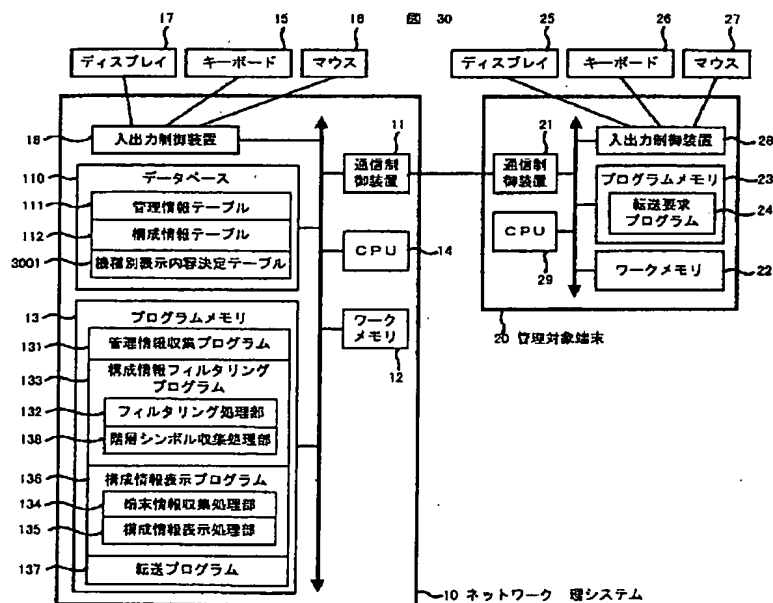 図 30
17
15
16
25
26
27
ディスプレイ
キーボード
マウス
ディスプレイ
キーボード
マウス
18
入出力制御装置
11
通信制
御装置
21
通信制
御装置
入出力制御装置
28
110
データベース
111
管理情報テーブル
112
構成情報テーブル
3001
機種別表示内容決定テーブル
CPU
14
プログラムメモリ
23
転送要求
プログラム
24
CPU
29
ワークメモリ
22
20 管理対象端末
13
プログラムメモリ
131
管理情報収集プログラム
133
構成情報フィルタリング
プログラム
132
フィルタリング処理部
138
階層シンボル収集処理部
ワーク
メモリ
12
136
構成情報表示プログラム
134
端末情報収集処理部
135
構成情報表示処理部
137
転送プログラム
10 ネットワーク 理システム